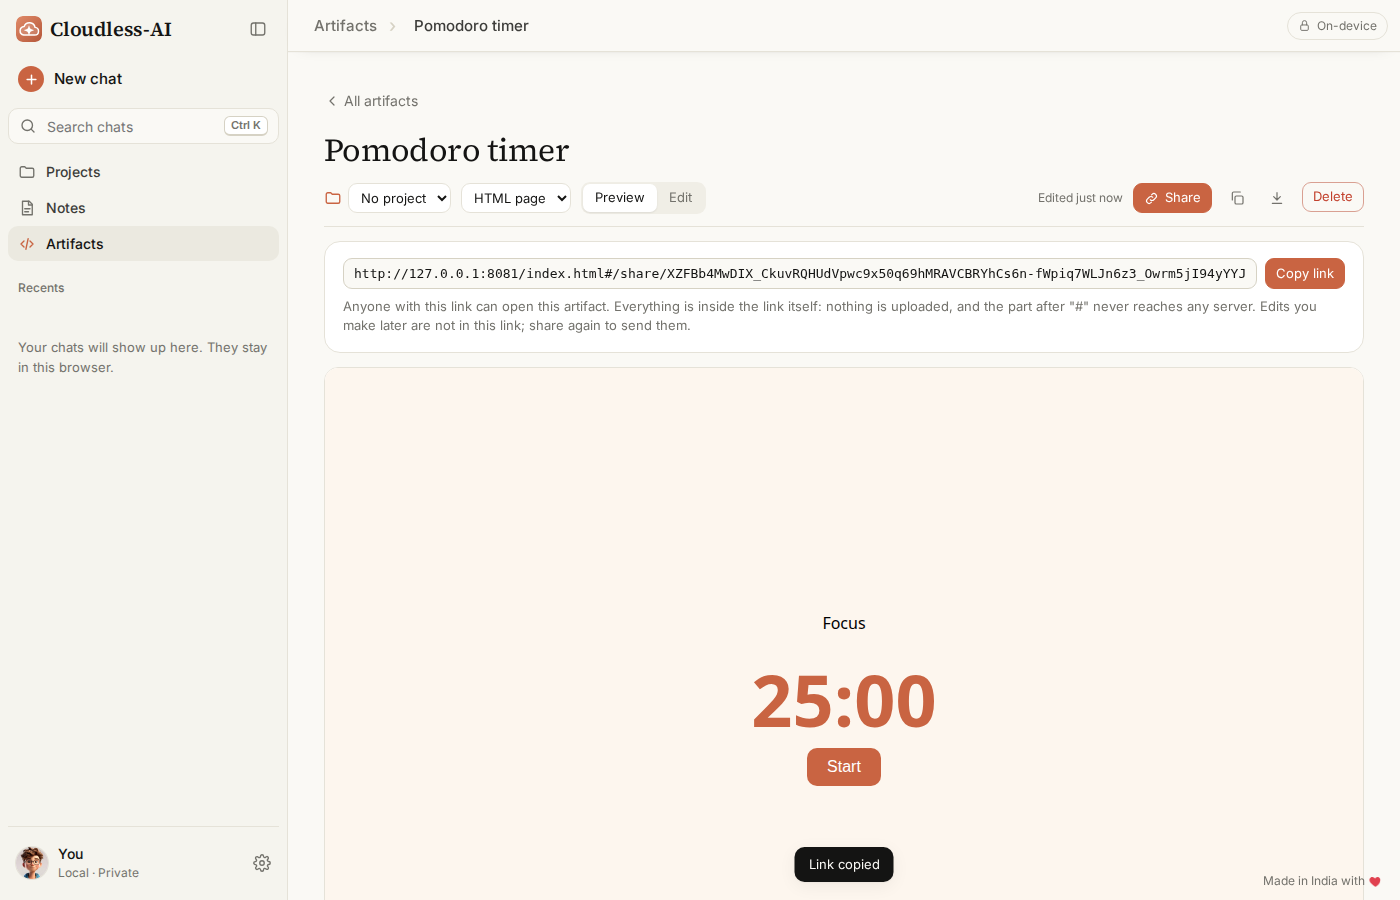 Cloudless-AI
New chat
Search chats
Ctrl K
Projects
Notes
Artifacts
Recents
Your chats will show up here. They stay
in this browser.
You
Local · Private
Artifacts
Pomodoro timer
On-device
All artifacts
Pomodoro timer
No project
HTML page
Preview
Edit
Edited just now
Share
Delete
http://127.0.0.1:8081/index.html#/share/XZFBb4MwDIX_CkuvRQHUdVpwc9x50q69hMRAVCBRYhCs6n-fWpiq7WLJn6z3_Owrm5jI94yYYJ
Copy link
Anyone with this link can open this artifact. Everything is inside the link itself: nothing is uploaded, and the part after "#" never reaches any server. Edits you
make later are not in this link; share again to send them.
Focus
25:00
Start
Link copied
Made in India with